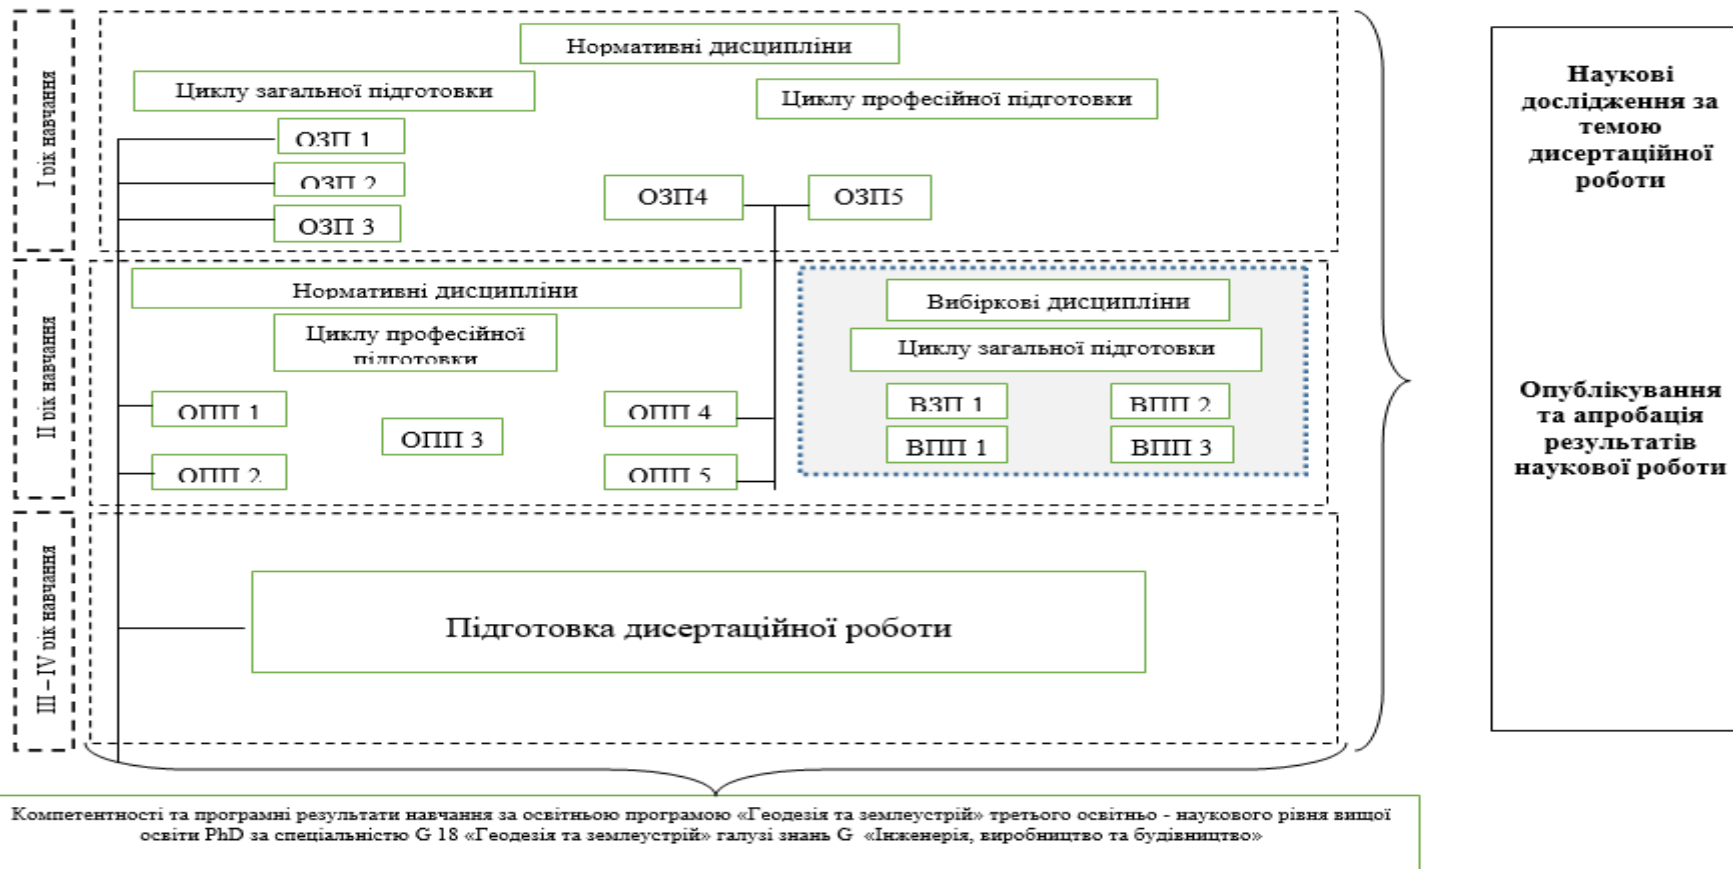 I рік навчання
Нормативні дисципліни
Циклу загальної підготовки
Циклу професійної підготовки
ОЗП 1
ОЗП 2
ОЗП 3
ОЗП4
ОЗП5
II рік навчання
Нормативні дисципліни
Циклу професійної
підготовки
ОПП 1
ОПП 2
ОПП 3
ОПП 4
ОПП 5
Вибіркові дисципліни
Циклу загальної підготовки
ВЗП 1
ВПП 2
ВПП 1
ВПП 3
III – IV рік навчання
Підготовка дисертаційної роботи
Наукові
дослідження за
темою
дисертаційної
роботи
Опублікування
та апробація
результатів
наукової роботи
Компетентності та програмні результати навчання за освітньою програмою «Геодезія та землеустрій» третього освітньо - наукового рівня вищої
освіти PhD за спеціальністю G 18 «Геодезія та землеустрій» галузі знань G «Інженерія, виробництво та будівництво»